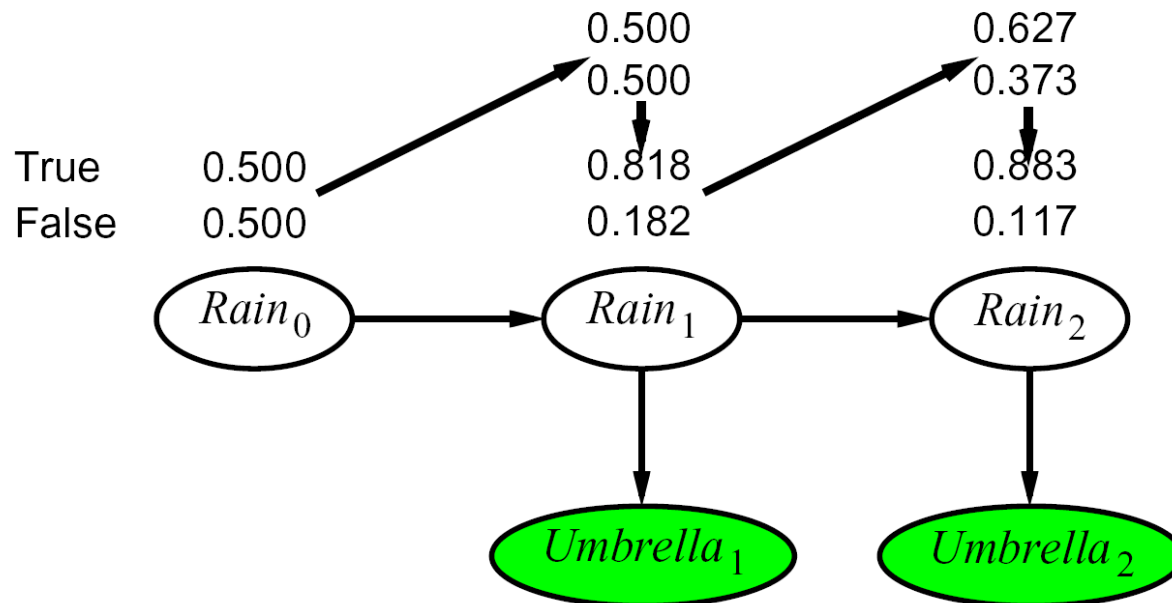 0.500 0.627
0.500 0.373
True 0.500 0.818 0.883
False 0.500 0.182 0.117
Rain0 Rain1 Rain2
Umbrella1 Umbrella2